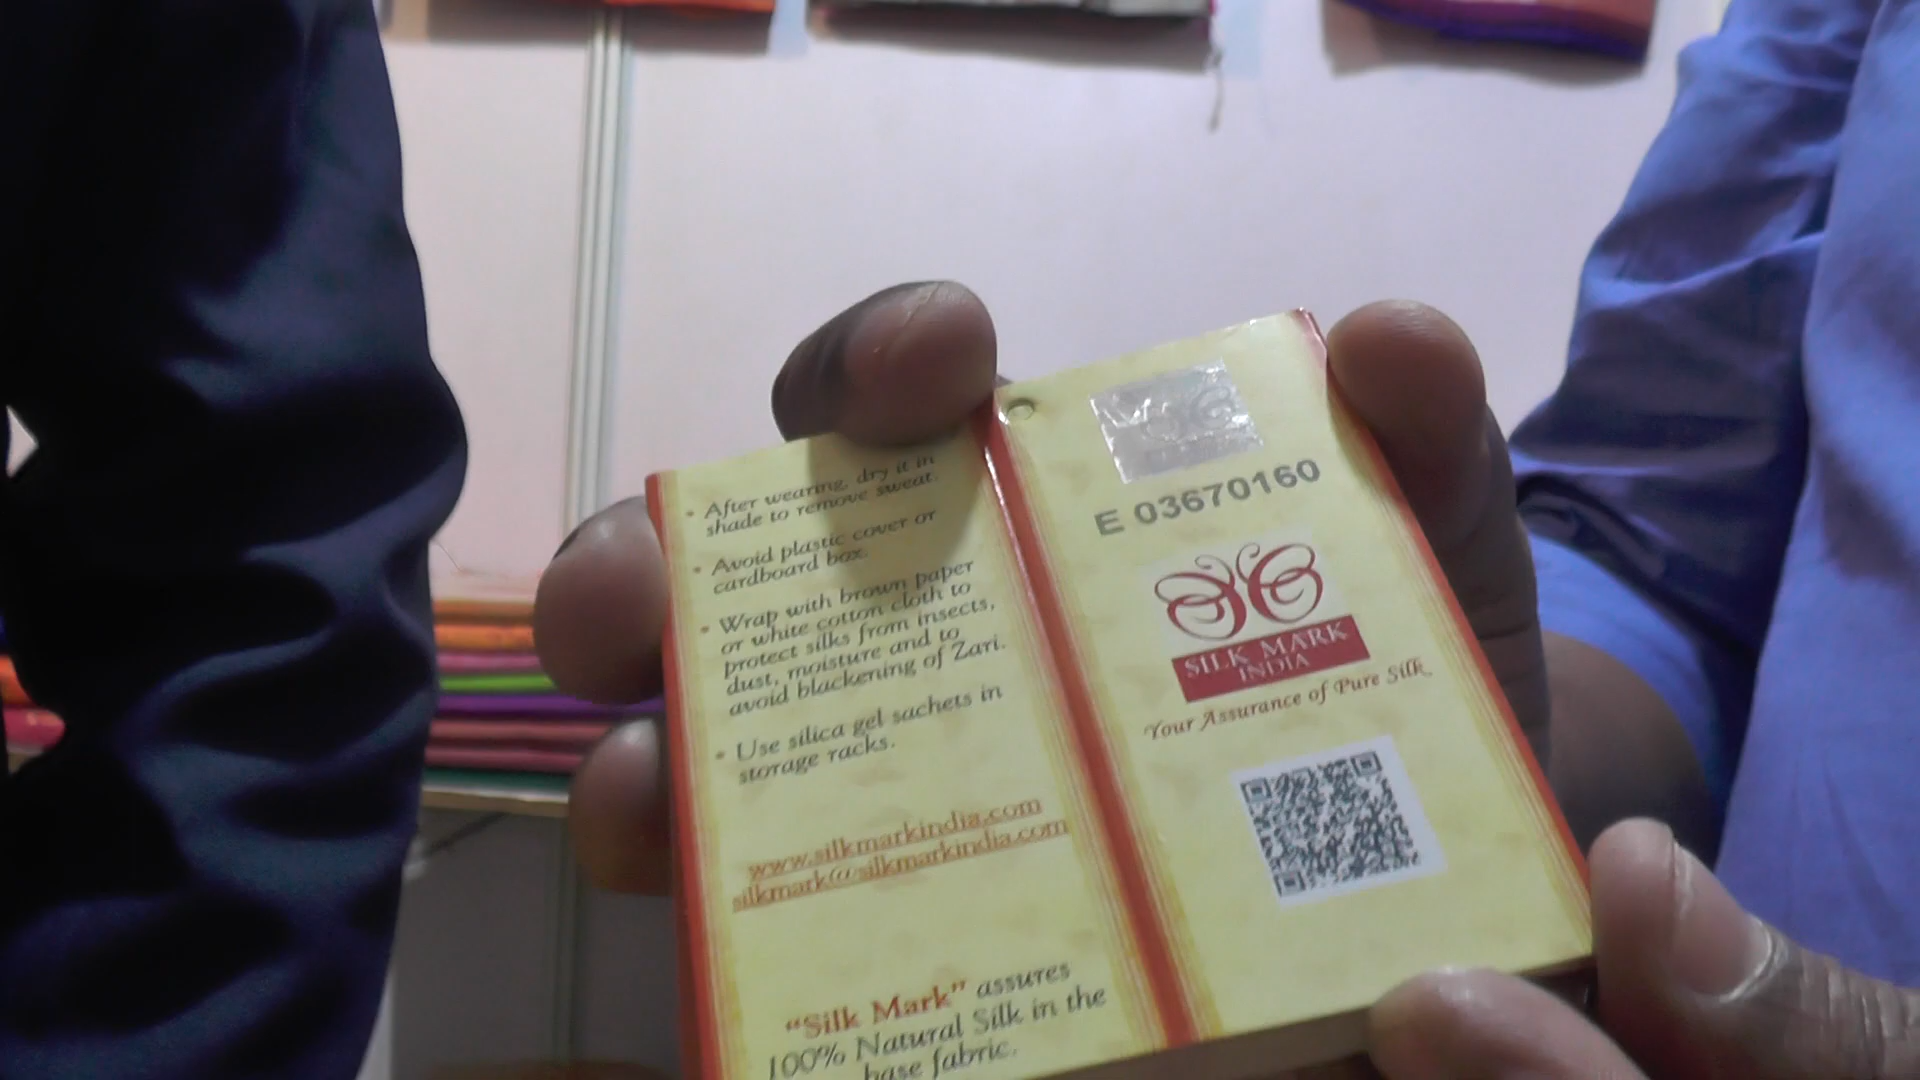 • After wearing, dry it in
shade to remove sweat.
• Avoid plastic cover or
cardboard box.
• Wrap with brown paper
or white cotton cloth to
protect silks from insects,
dust, moisture and to
avoid blackening of Zari.
• Use silica gel sachets in
storage racks.
www.silkmarkindia.com
silkmark@silkmarkindia.com
"Silk Mark" assures
100% Natural Silk in the
base fabric.
E 03670160
SILK MARK
INDIA
Your Assurance of Pure Silk